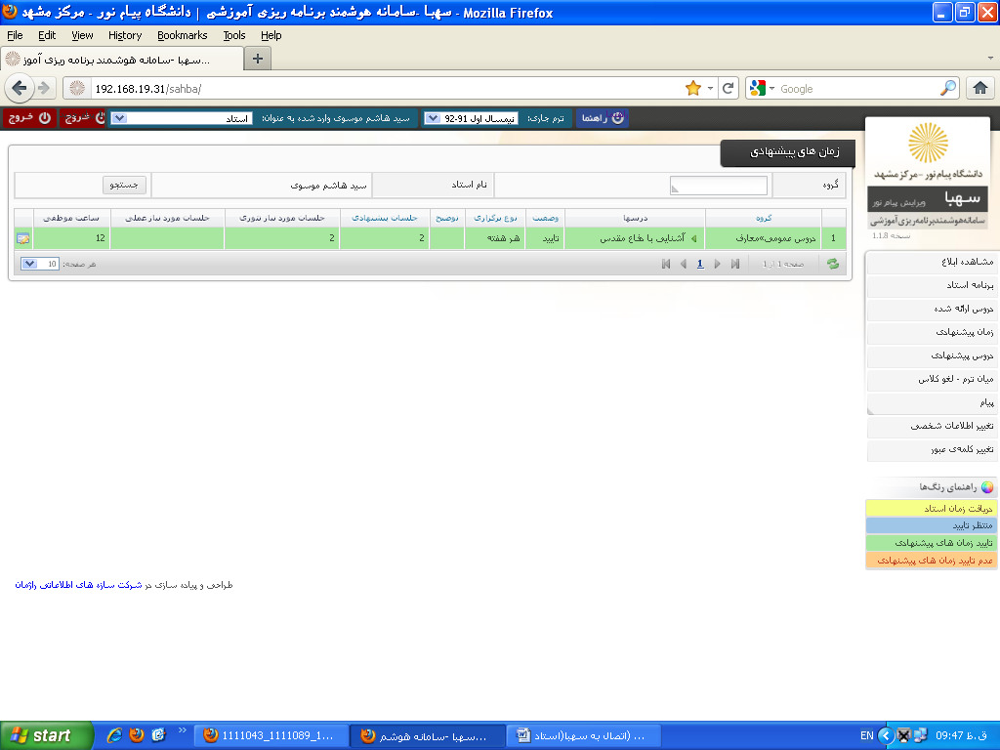 سهبا -سامانه هوشمند برنامه ریزی آموزشی | دانشگاه پیام نور - مرکز مشهد - Mozilla Firefox
File Edit View History Bookmarks Tools Help
سهبا -سامانه هوشمند برنامه ریزی آموز...
192.168.19.31/sahba/
Google
راهنما
ترم جاری:
نیمسال اول 91-92
سید هاشم موسوی وارد شده به عنوان:
استاد
خروج
خروج
دانشگاه پیام نور - مرکز مشهد
سهبا ویرایش پیام نور
سامانه هوشمند برنامه ریزی آموزشی
نسخه 1.1.8
زمان های پیشنهادی
گروه
نام استاد
سید هاشم موسوی
جستجو
گروه درسها وضعیت نوع برگزاری توضیح جلسات پیشنهادی جلسات مورد نیاز تئوری جلسات مورد نیاز عملی ساعت موظفی
1 دروس عمومی»معارف آشنایی با دفاع مقدس تایید هر هفته 2 2 12
صفحه 1 از 1
1
هر صفحه: 10
مشاهده ابلاغ
برنامه استاد
دروس ارائه شده
زمان پیشنهادی
دروس پیشنهادی
میان ترم - لغو کلاس
پیام
تغییر اطلاعات شخصی
تغییر کلمه‌ی عبور
راهنمای رنگ‌ها
دریافت زمان استاد
منتظر تایید
تایید زمان های پیشنهادی
عدم تایید زمان های پیشنهادی
طراحی و پیاده سازی در شرکت سازه های اطلاعاتی راژمان
start
1111043_1111089_1...
سهبا -سامانه هوشم...
اتصال به سهبا(استاد) ...
EN
09:47 ق.ظ